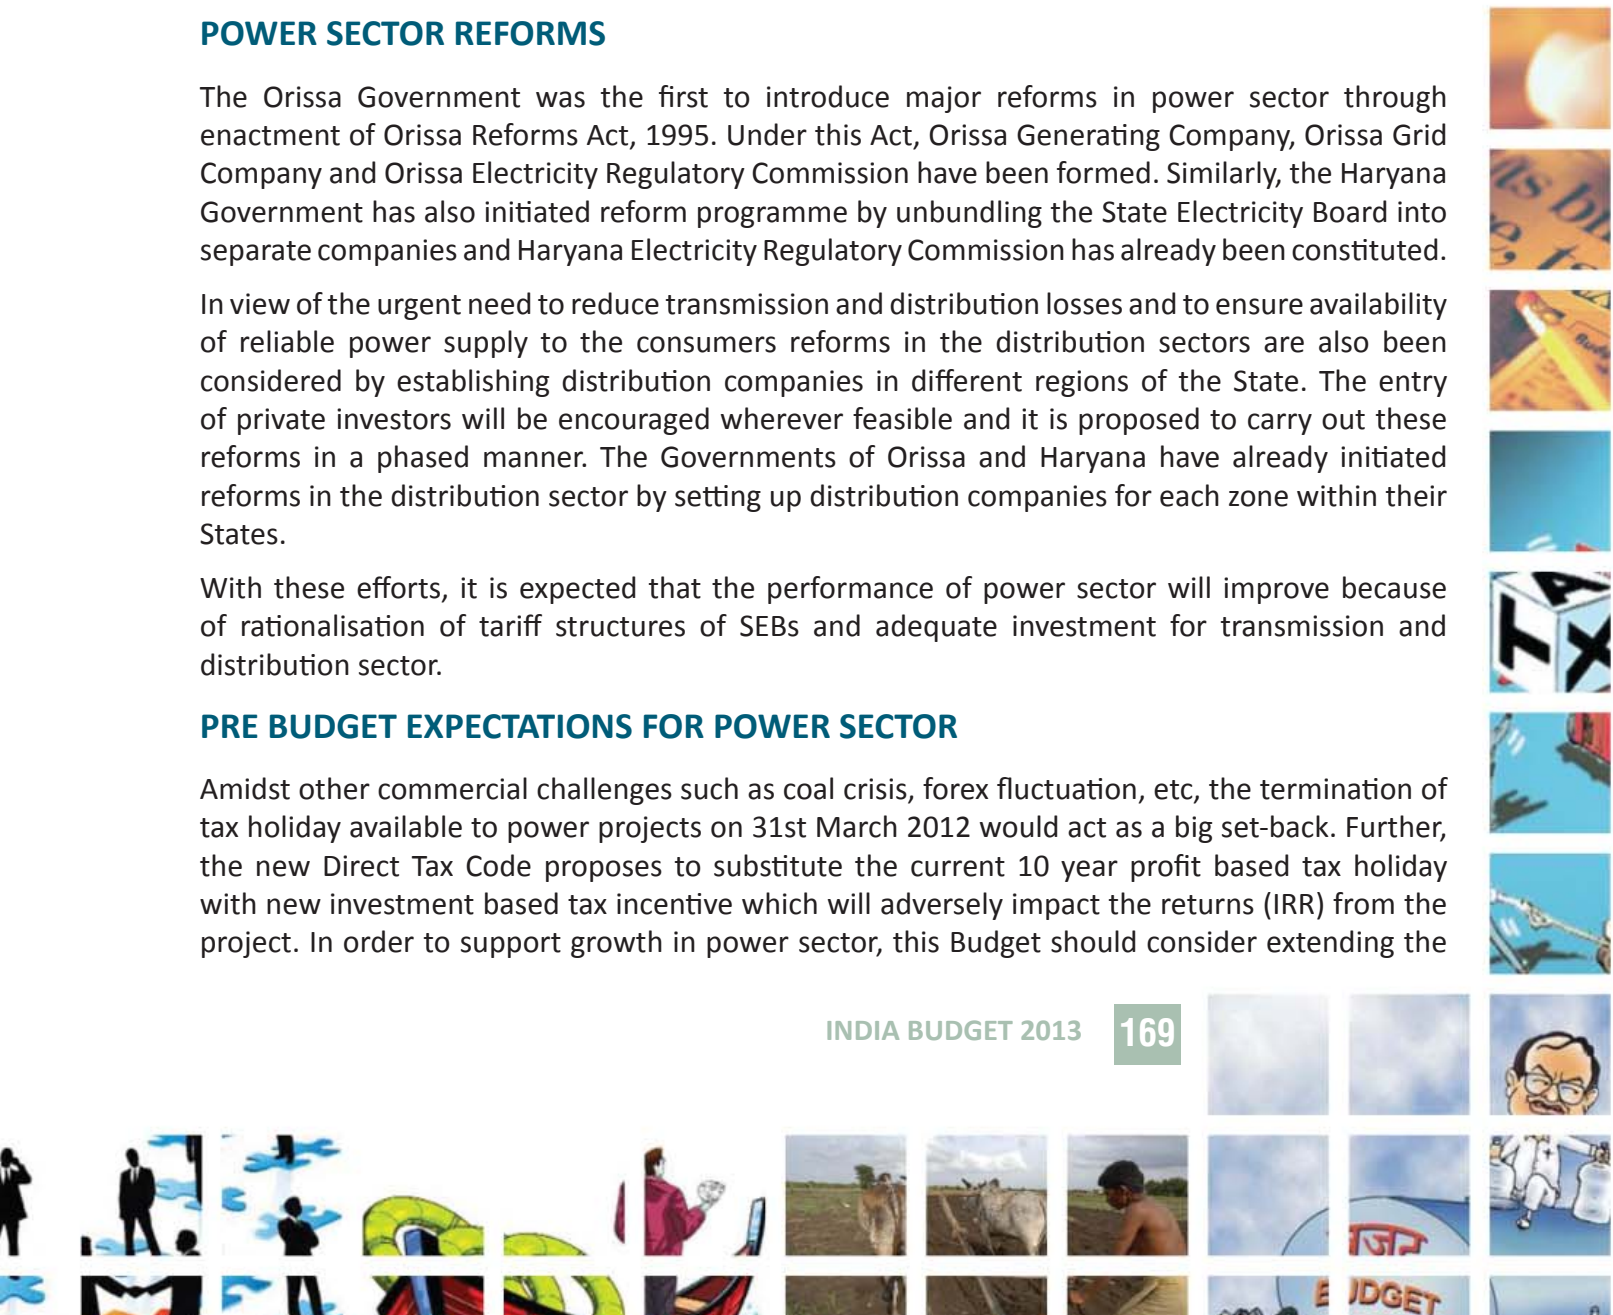 POWER SECTOR REFORMS
The Orissa Government was the first to introduce major reforms in power sector through
enactment of Orissa Reforms Act, 1995. Under this Act, Orissa Generating Company, Orissa Grid
Company and Orissa Electricity Regulatory Commission have been formed. Similarly, the Haryana
Government has also initiated reform programme by unbundling the State Electricity Board into
separate companies and Haryana Electricity Regulatory Commission has already been constituted.
In view of the urgent need to reduce transmission and distribution losses and to ensure availability
of reliable power supply to the consumers reforms in the distribution sectors are also been
considered by establishing distribution companies in different regions of the State. The entry
of private investors will be encouraged wherever feasible and it is proposed to carry out these
reforms in a phased manner. The Governments of Orissa and Haryana have already initiated
reforms in the distribution sector by setting up distribution companies for each zone within their
States.
With these efforts, it is expected that the performance of power sector will improve because
of rationalisation of tariff structures of SEBs and adequate investment for transmission and
distribution sector.
PRE BUDGET EXPECTATIONS FOR POWER SECTOR
Amidst other commercial challenges such as coal crisis, forex fluctuation, etc, the termination of
tax holiday available to power projects on 31st March 2012 would act as a big set-back. Further,
the new Direct Tax Code proposes to substitute the current 10 year profit based tax holiday
with new investment based tax incentive which will adversely impact the returns (IRR) from the
project. In order to support growth in power sector, this Budget should consider extending the
INDIA BUDGET 2013 169
TAX
BUDGET